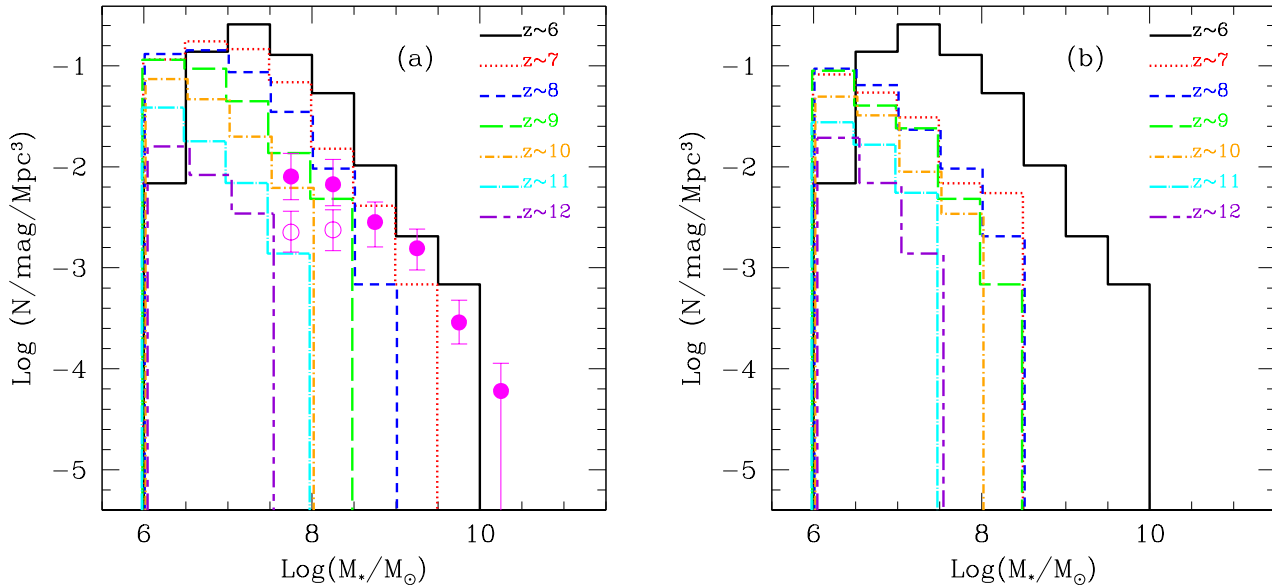 (a)
z~6
z~7
z~8
z~9
z~10
z~11
z~12
−1
−2
−3
−4
−5
6
8
10
Log (N/mag/Mpc³)
Log(M*/M⊙)
(b)
z~6
z~7
z~8
z~9
z~10
z~11
z~12
−1
−2
−3
−4
−5
6
8
10
Log (N/mag/Mpc³)
Log(M*/M⊙)